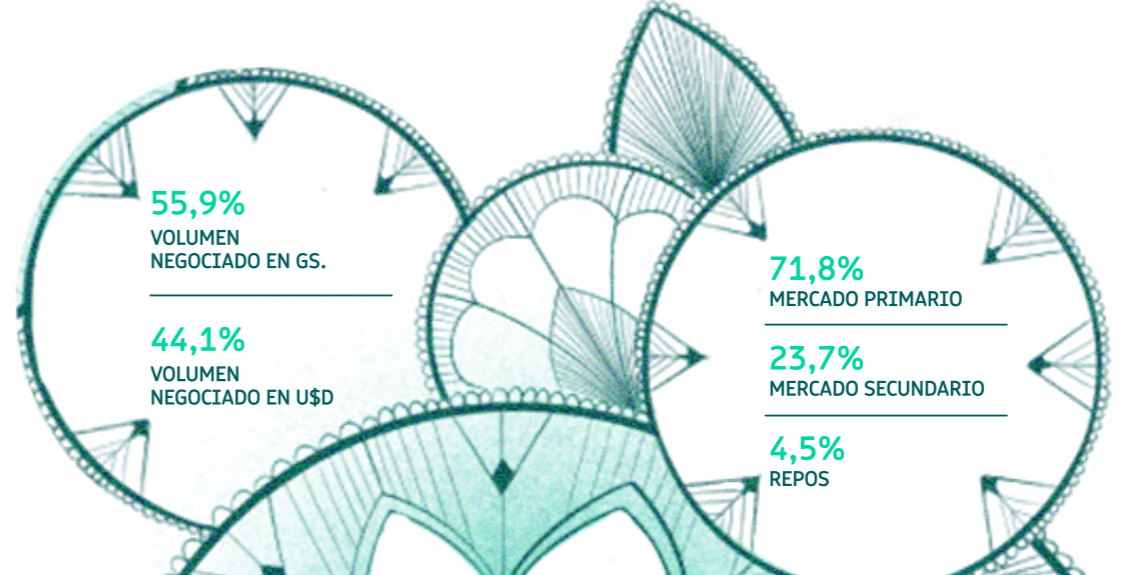 55,9%
VOLUMEN
NEGOCIADO EN GS.
44,1%
VOLUMEN
NEGOCIADO EN U$D
71,8%
MERCADO PRIMARIO
23,7%
MERCADO SECUNDARIO
4,5%
REPOS